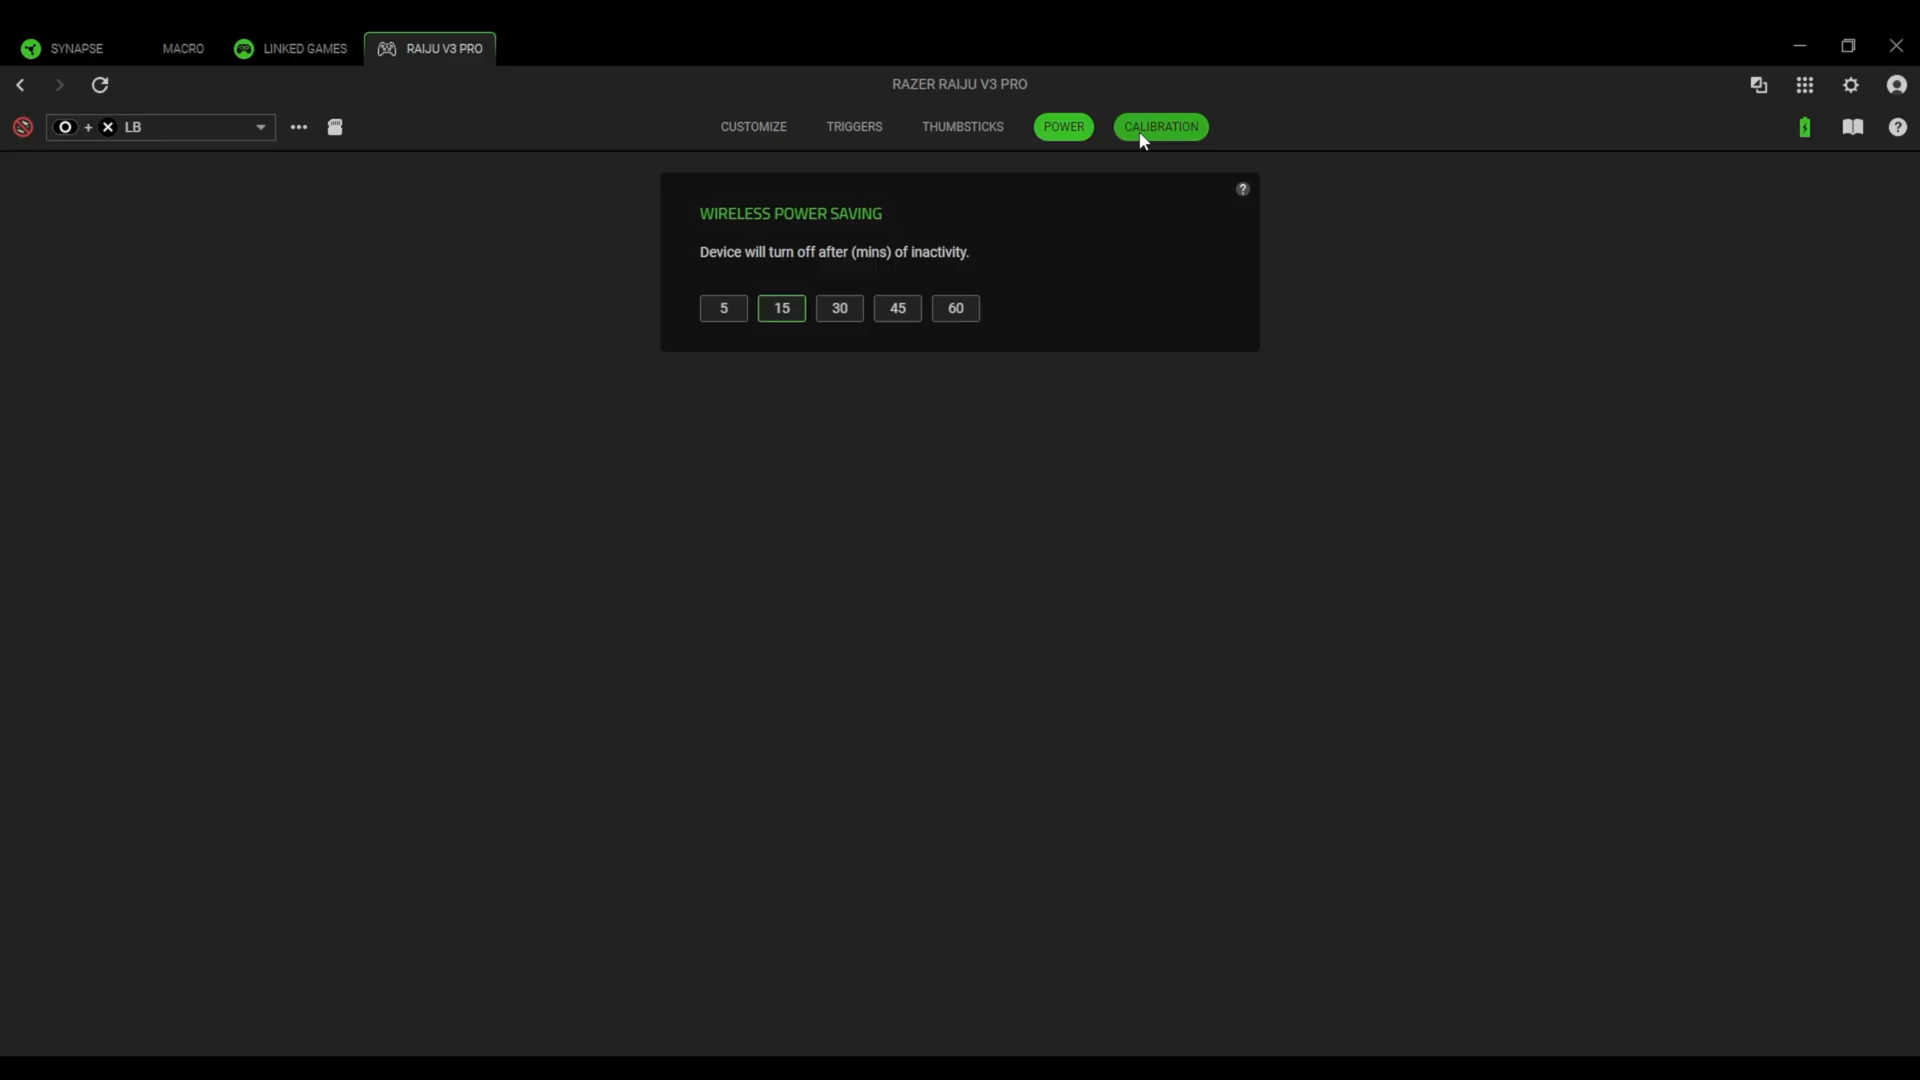 SYNAPSE MACRO LINKED GAMES RAIJU V3 PRO
RAZER RAIJU V3 PRO
+ LB
CUSTOMIZE TRIGGERS THUMBSTICKS POWER CALIBRATION
?
?
WIRELESS POWER SAVING
Device will turn off after (mins) of inactivity.
5 15 30 45 60